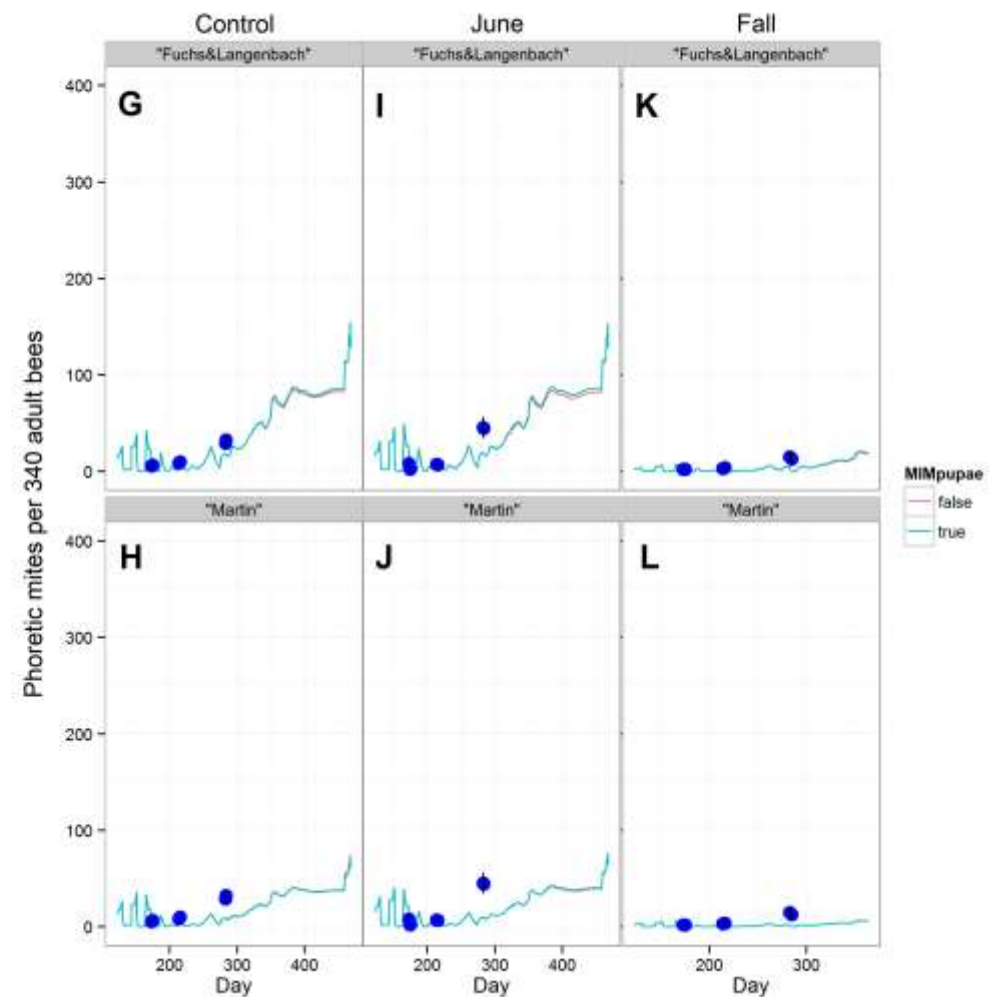 Control June Fall
"Fuchs&Langenbach" "Fuchs&Langenbach" "Fuchs&Langenbach"
G I K
400
300
200
100
0
"Martin" "Martin" "Martin"
H J L
400
300
200
100
0
200 300 400 200 300 400 200 300
Day Day Day
Phoretic mites per 340 adult bees
MIMpupae
false
true